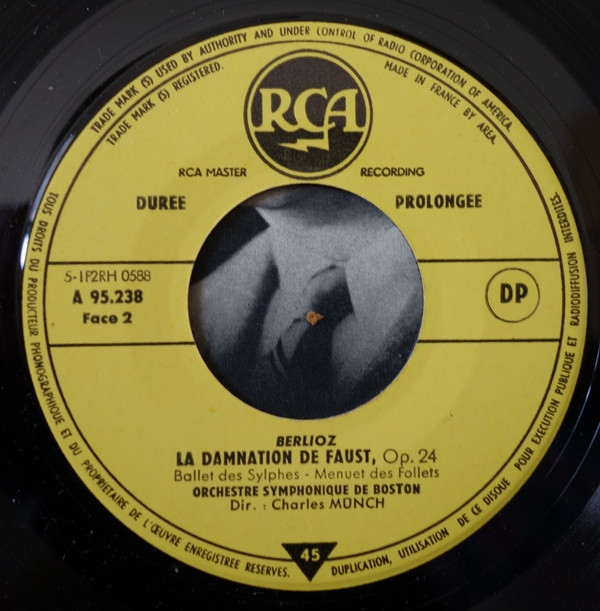 TRADE MARK (S) USED BY AUTHORITY AND UNDER CONTROL OF RADIO CORPORATION OF AMERICA.
TRADE MARK (S) REGISTERED.
MADE IN FRANCE BY AREA.
RCA
RCA MASTER RECORDING
DUREE PROLONGEE
5-1F2RH 0588
A 95.238
Face 2
DP
BERLIOZ
LA DAMNATION DE FAUST, Op. 24
Ballet des Sylphes - Menuet des Follets
ORCHESTRE SYMPHONIQUE DE BOSTON
Dir. : Charles MÜNCH
45
TOUS DROITS DU PRODUCTEUR PHONOGRAPHIQUE ET DU PROPRIETAIRE DE L'ŒUVRE ENREGISTREE RESERVES.
DUPLICATION, UTILISATION DE CE DISQUE POUR EXECUTION PUBLIQUE ET RADIODIFFUSION INTERDITES.